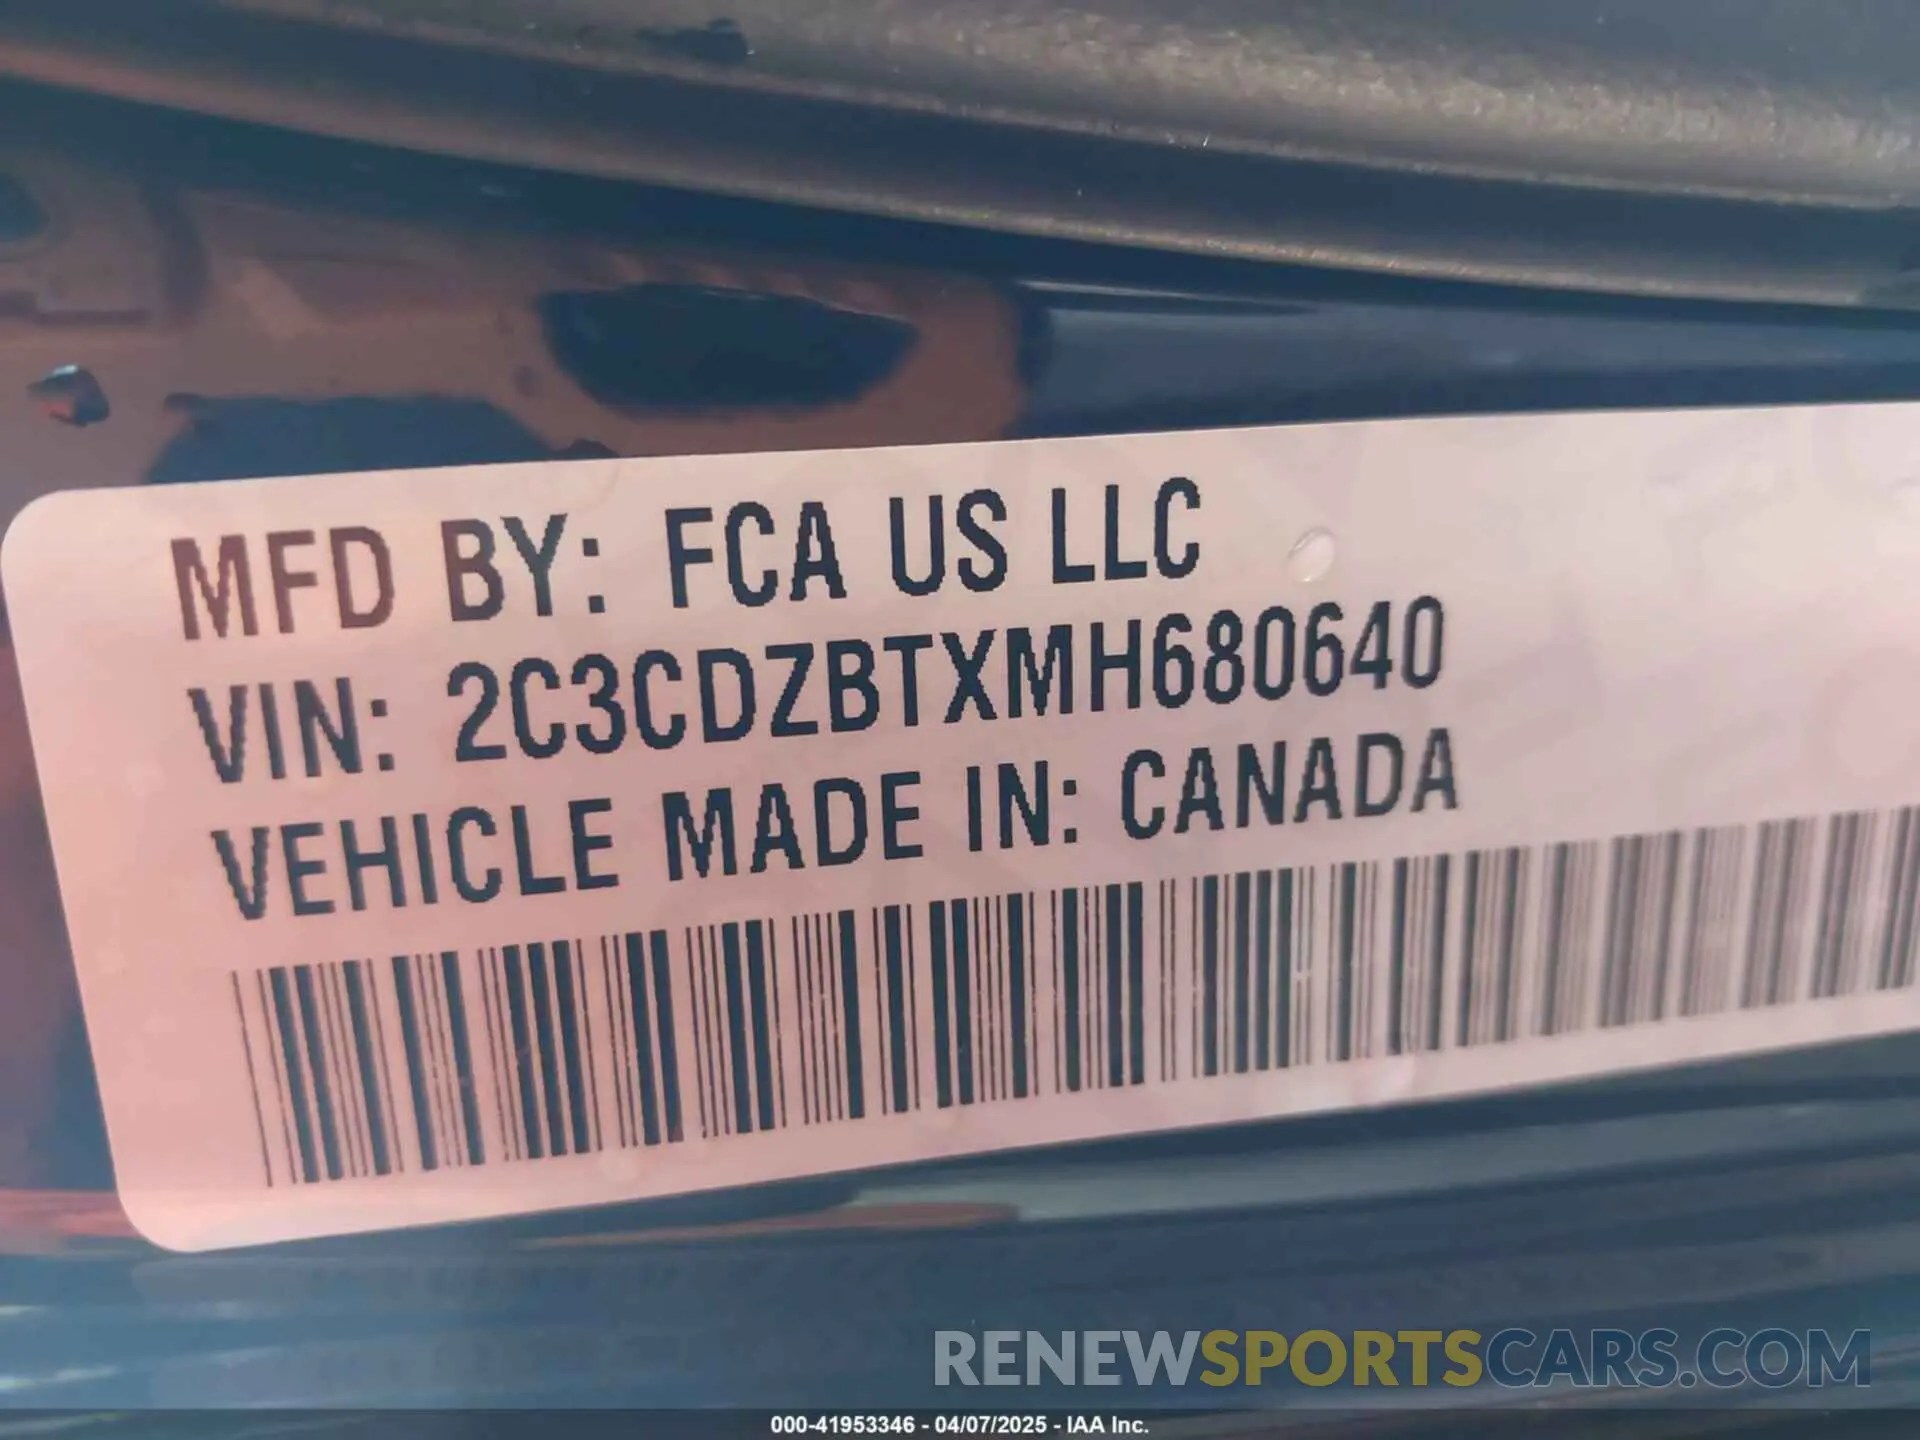 MFD BY: FCA US LLC
VIN: 2C3CDZBTXMH680640
VEHICLE MADE IN: CANADA
RENEWSPORTSCARS.COM
000-41953346 - 04/07/2025 - IAA Inc.